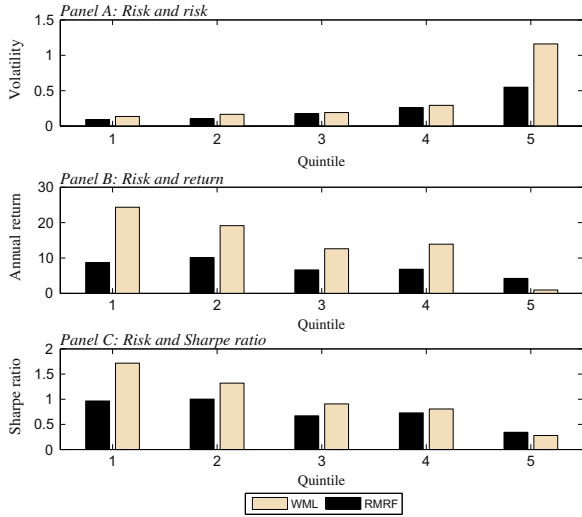 Panel A: Risk and risk
1.5
1
0.5
0
Volatility
1 2 3 4 5
Quintile
Panel B: Risk and return
30
20
10
0
Annual return
1 2 3 4 5
Quintile
Panel C: Risk and Sharpe ratio
2
1.5
1
0.5
0
Sharpe ratio
1 2 3 4 5
Quintile
WML RMRF